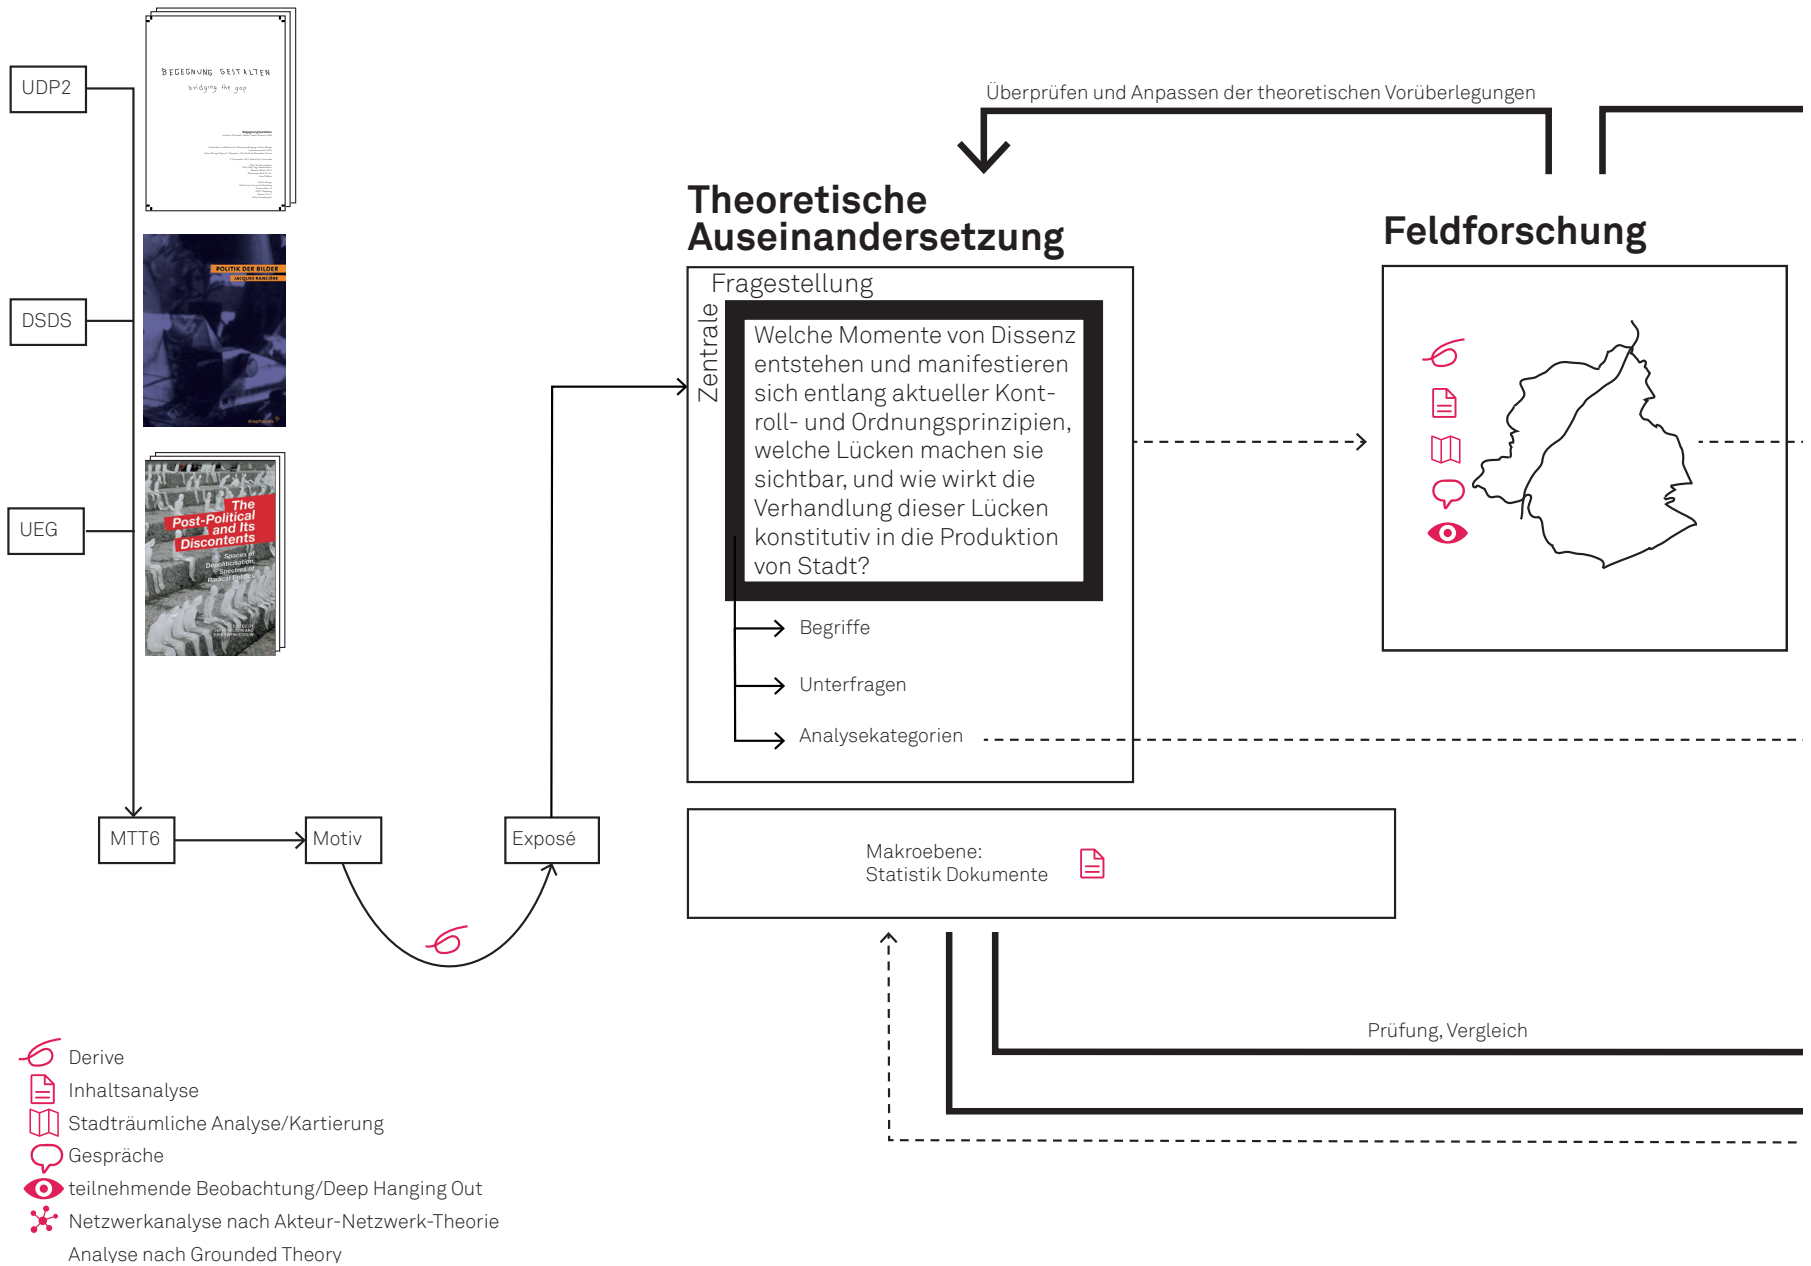 UDP2
BEGEGNUNG GESTALTEN
bridging the gap
DSDS
POLITIK DER BILDER
JACQUES RANCIÈRE
diaphanes
UEG
The
Post-Political
and Its
Discontents
Spaces of
Depoliticisation,
Spectres of
Radical Politics
MTT6
Motiv
Exposé
Überprüfen und Anpassen der theoretischen Vorüberlegungen
Theoretische
Auseinandersetzung
Zentrale
Fragestellung
Welche Momente von Dissenz
entstehen und manifestieren
sich entlang aktueller Kont-
roll- und Ordnungsprinzipien,
welche Lücken machen sie
sichtbar, und wie wirkt die
Verhandlung dieser Lücken
konstitutiv in die Produktion
von Stadt?
Begriffe
Unterfragen
Analysekategorien
Feldforschung
Makroebene:
Statistik Dokumente
Prüfung, Vergleich
Derive
Inhaltsanalyse
Stadträumliche Analyse/Kartierung
Gespräche
teilnehmende Beobachtung/Deep Hanging Out
Netzwerkanalyse nach Akteur-Netzwerk-Theorie
Analyse nach Grounded Theory